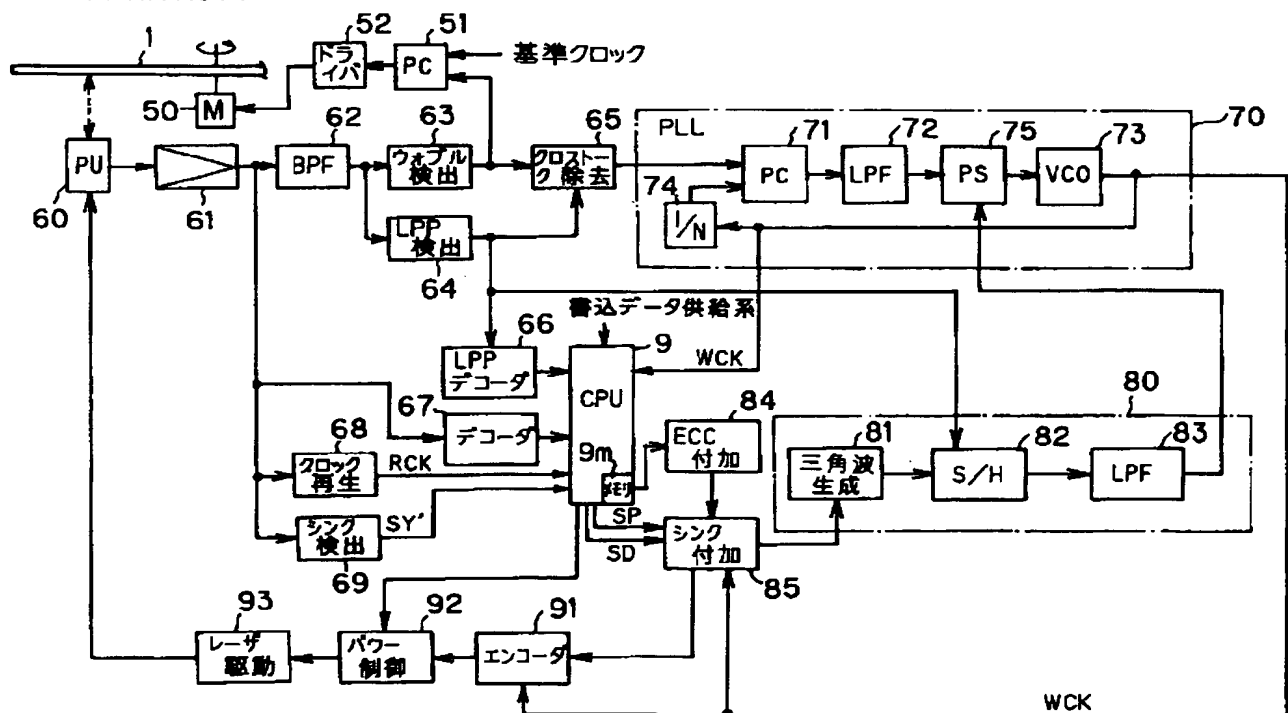 1
52
ドラ
イバ
51
PC
基準クロック
50
M
60
PU
61
62
BPF
63
ウォブル
検出
65
クロストー
ク除去
64
LPP
検出
PLL
70
71
PC
72
LPF
75
PS
73
VCO
74
1/N
書込データ供給系
66
LPP
デコーダ
9
CPU
WCK
67
デコーダ
68
クロック
再生
RCK
9m
メモリ
84
ECC
付加
80
81
三角波
生成
82
S/H
83
LPF
69
シンク
検出
SY'
SP
SD
シンク
付加
85
93
レーザ
駆動
92
パワー
制御
91
エンコーダ
WCK